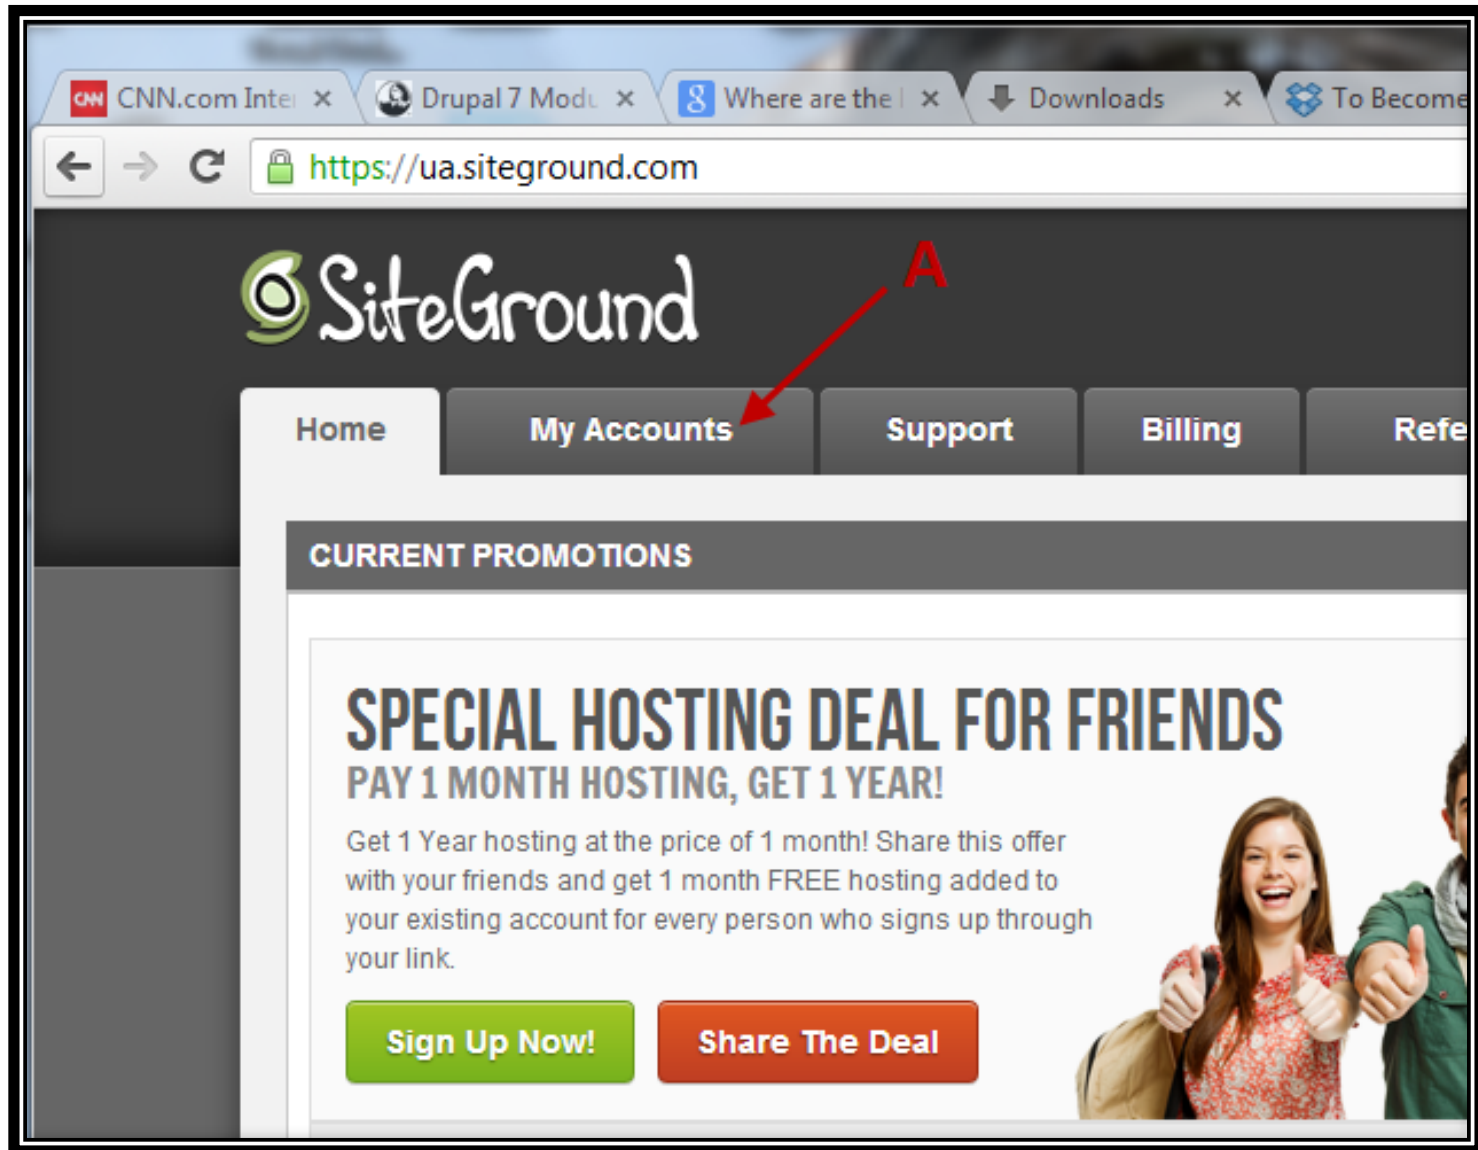 CNN.com Inte
Drupal 7 Modu
Where are the
Downloads
To Become
https://ua.siteground.com
SiteGround
A
Home
My Accounts
Support
Billing
Refe
CURRENT PROMOTIONS
SPECIAL HOSTING DEAL FOR FRIENDS
PAY 1 MONTH HOSTING, GET 1 YEAR!
Get 1 Year hosting at the price of 1 month! Share this offer
with your friends and get 1 month FREE hosting added to
your existing account for every person who signs up through
your link.
Sign Up Now!
Share The Deal